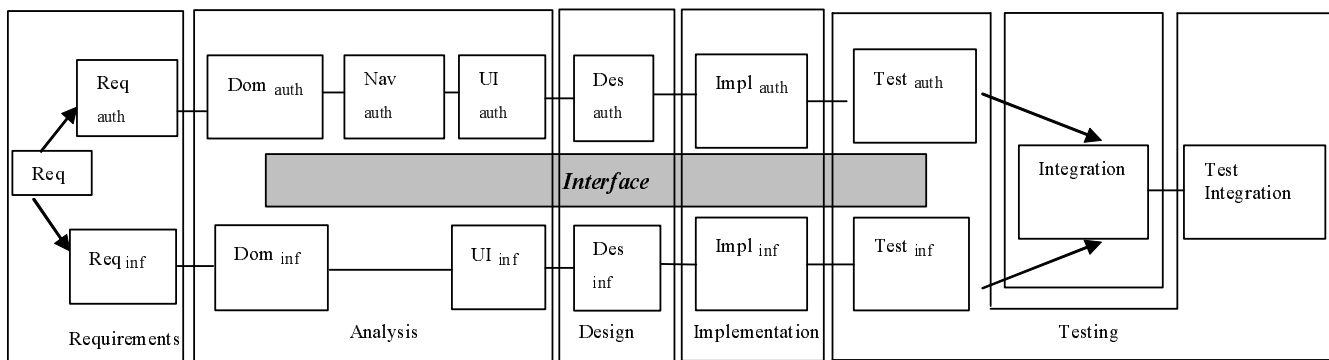 Req
Req
auth
Dom auth
Nav
auth
UI
auth
Des
auth
Impl auth
Test auth
Interface
Integration
Test
Integration
Req inf
Dom inf
UI inf
Des
inf
Impl inf
Test inf
Requirements
Analysis
Design
Implementation
Testing